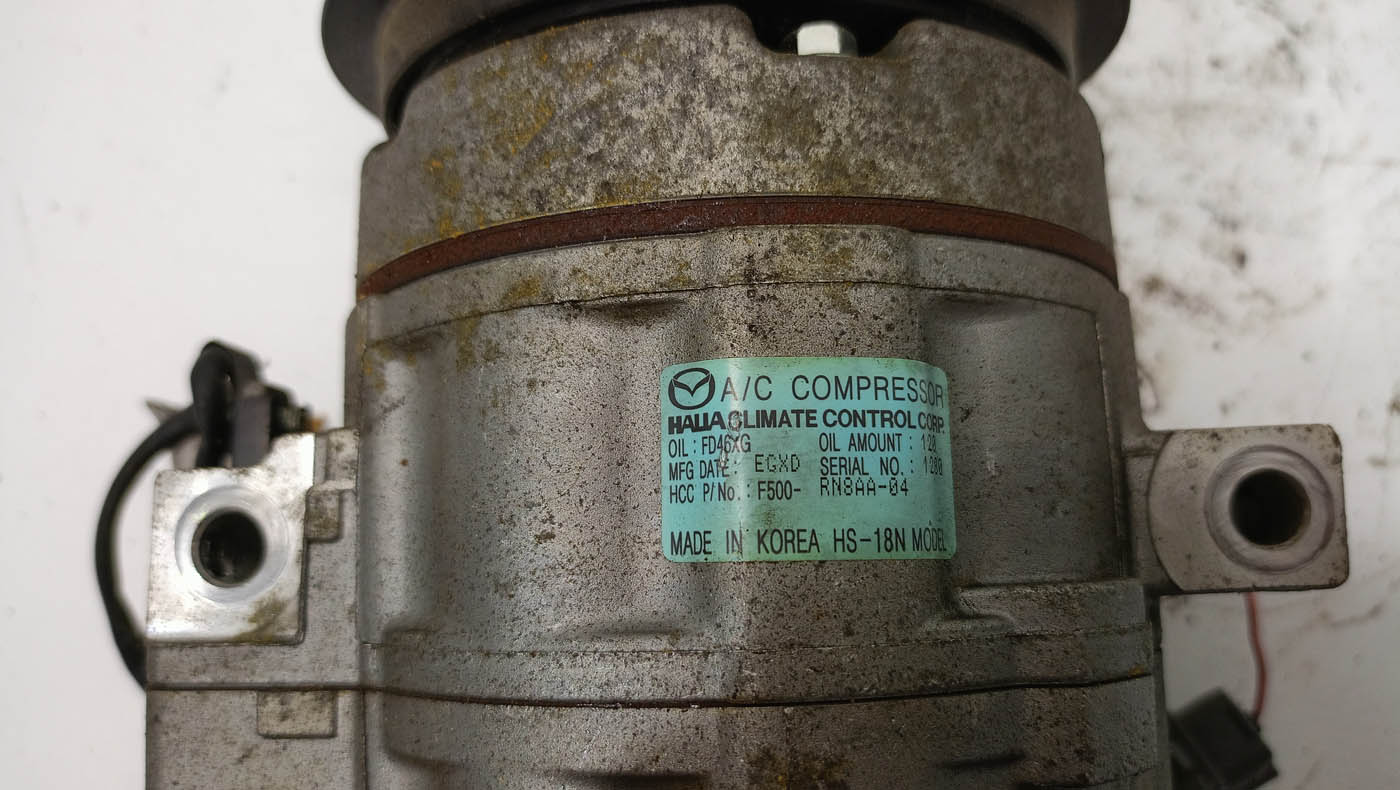 A/C COMPRESSOR
HALLA CLIMATE CONTROL CORP.
OIL : FD46XG OIL AMOUNT : 120
MFG DATE : EGXD SERIAL NO. : 1280
HCC P/No. : F500- RN8AA-04
MADE IN KOREA HS-18N MODEL